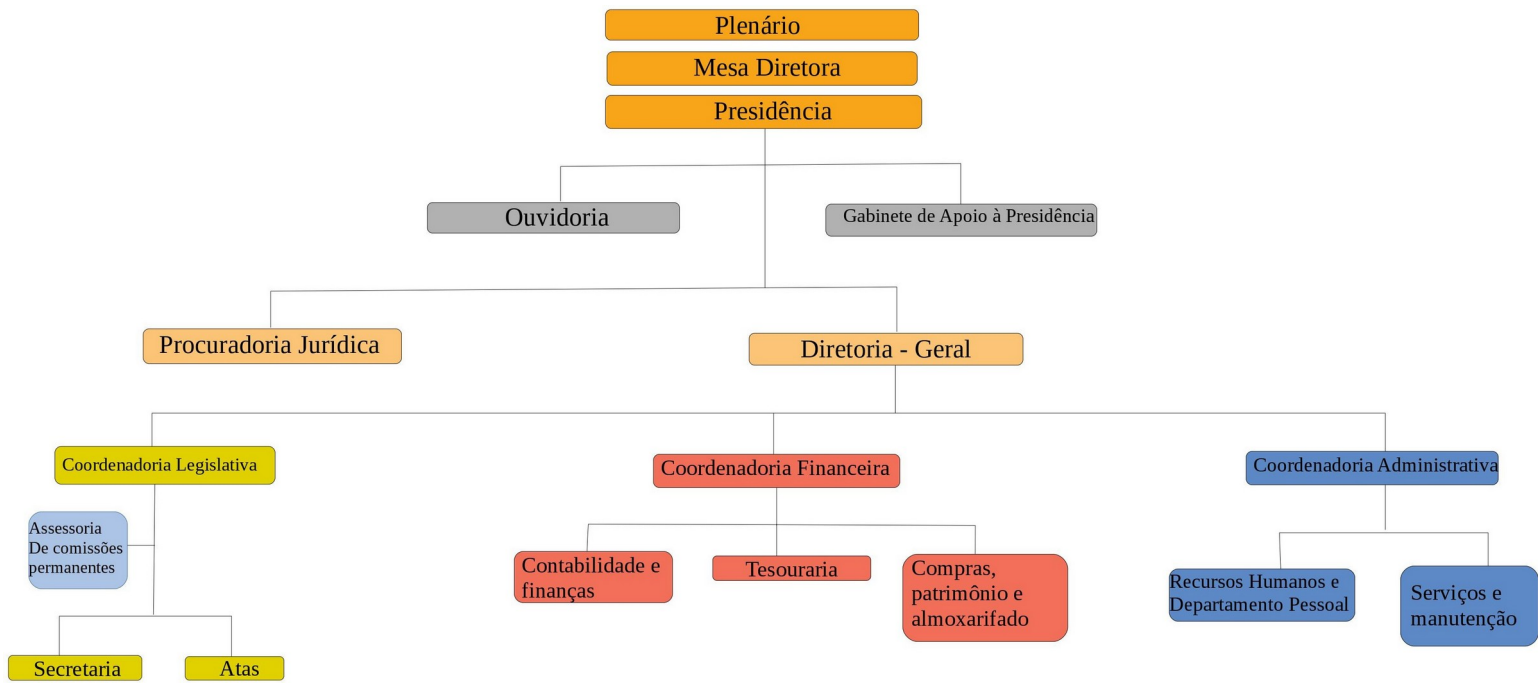 Plenário
Mesa Diretora
Presidência
Ouvidoria
Gabinete de Apoio à Presidência
Procuradoria Jurídica
Diretoria - Geral
Coordenadoria Legislativa
Coordenadoria Financeira
Coordenadoria Administrativa
Assessoria
De comissões
permanentes
Contabilidade e
finanças
Tesouraria
Compras,
patrimônio e
almoxarifado
Recursos Humanos e
Departamento Pessoal
Serviços e
manutenção
Secretaria
Atas